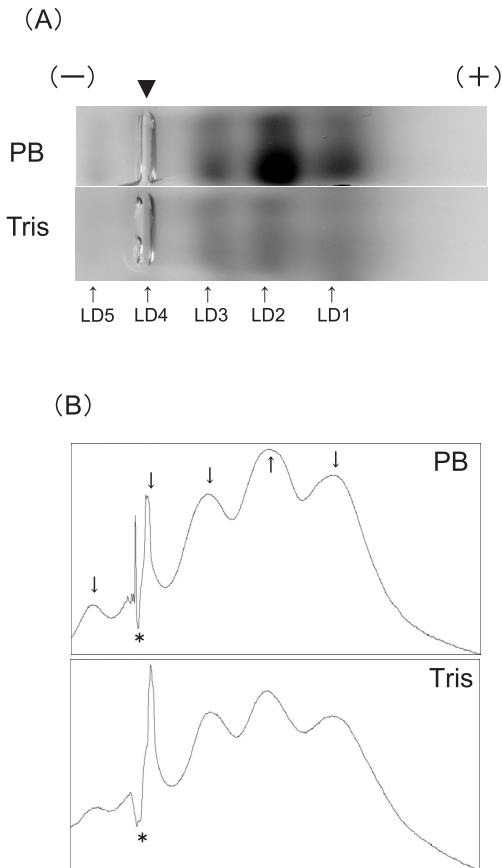 （A）
（−） ▼ （+）
PB
Tris
↑ ↑ ↑ ↑ ↑
LD5 LD4 LD3 LD2 LD1
（B）
PB
↓ ↓ ↓ ↑ ↓
*
Tris
*